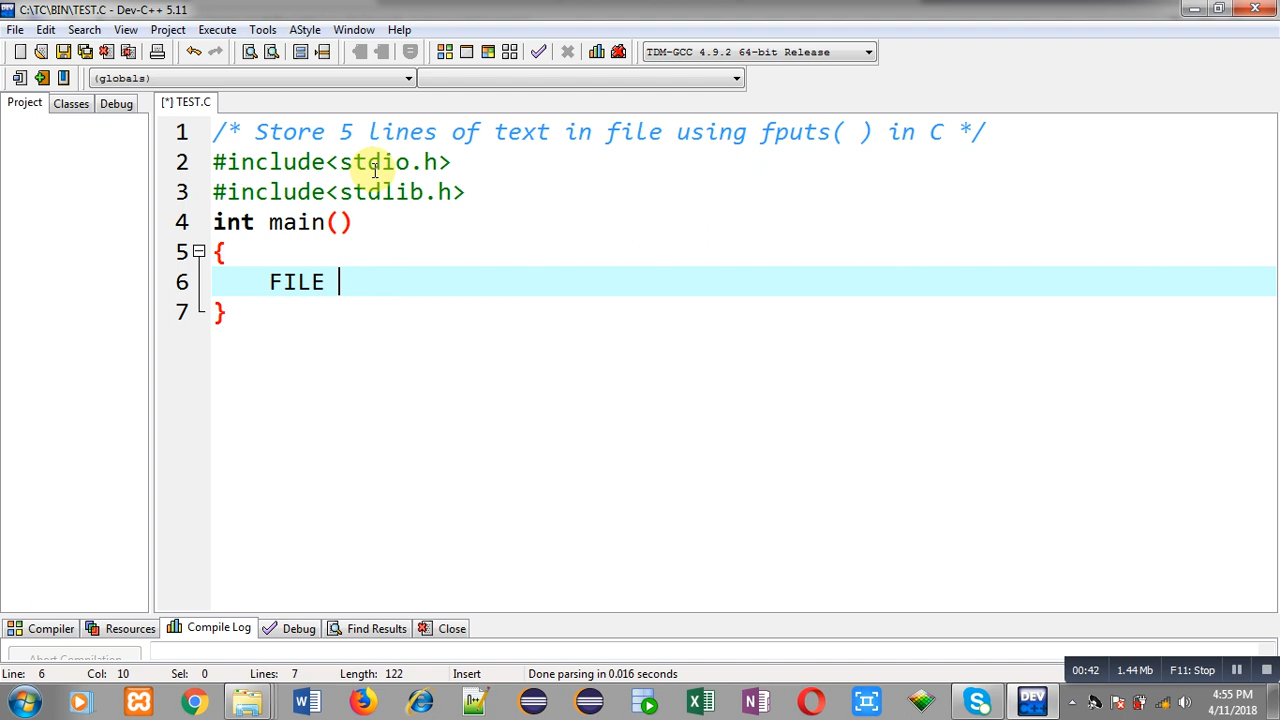 C:\TC\BIN\TEST.C - Dev-C++ 5.11
File Edit Search View Project Execute Tools AStyle Window Help
TDM-GCC 4.9.2 64-bit Release
(globals)
Project Classes Debug [*] TEST.C
1 /* Store 5 lines of text in file using fputs( ) in C */
2 #include<stdio.h>
3 #include<stdlib.h>
4 int main()
5 {
6 FILE
7 }
Compiler Resources Compile Log Debug Find Results Close
Abort Compilation
Line: 6 Col: 10 Sel: 0 Lines: 7 Length: 122 Insert Done parsing in 0.016 seconds
00:42 1.44 Mb F11: Stop
DEV
4:55 PM
4/11/2018